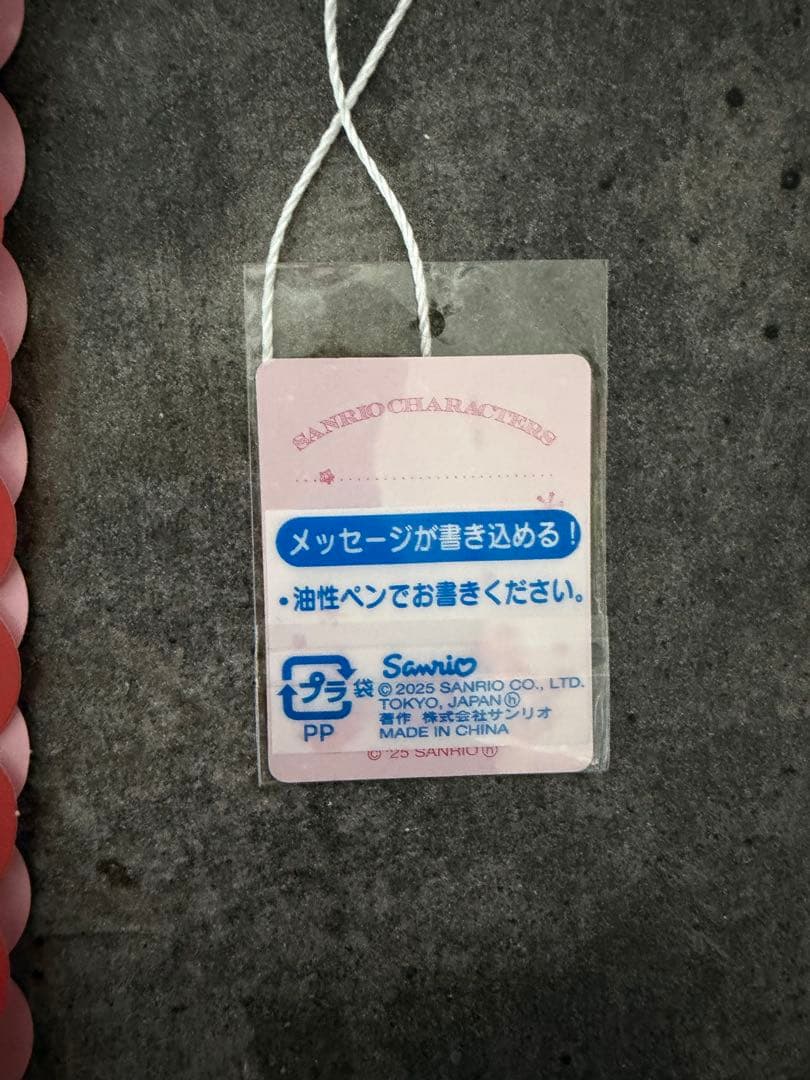 SANRIO CHARACTERS
メッセージが書き込める!
・油性ペンでお書きください。
プラ 袋
PP
Sanrio
© 2025 SANRIO CO., LTD.
TOKYO, JAPAN ⓗ
著作 株式会社サンリオ
MADE IN CHINA
© '25 SANRIO ⓗ